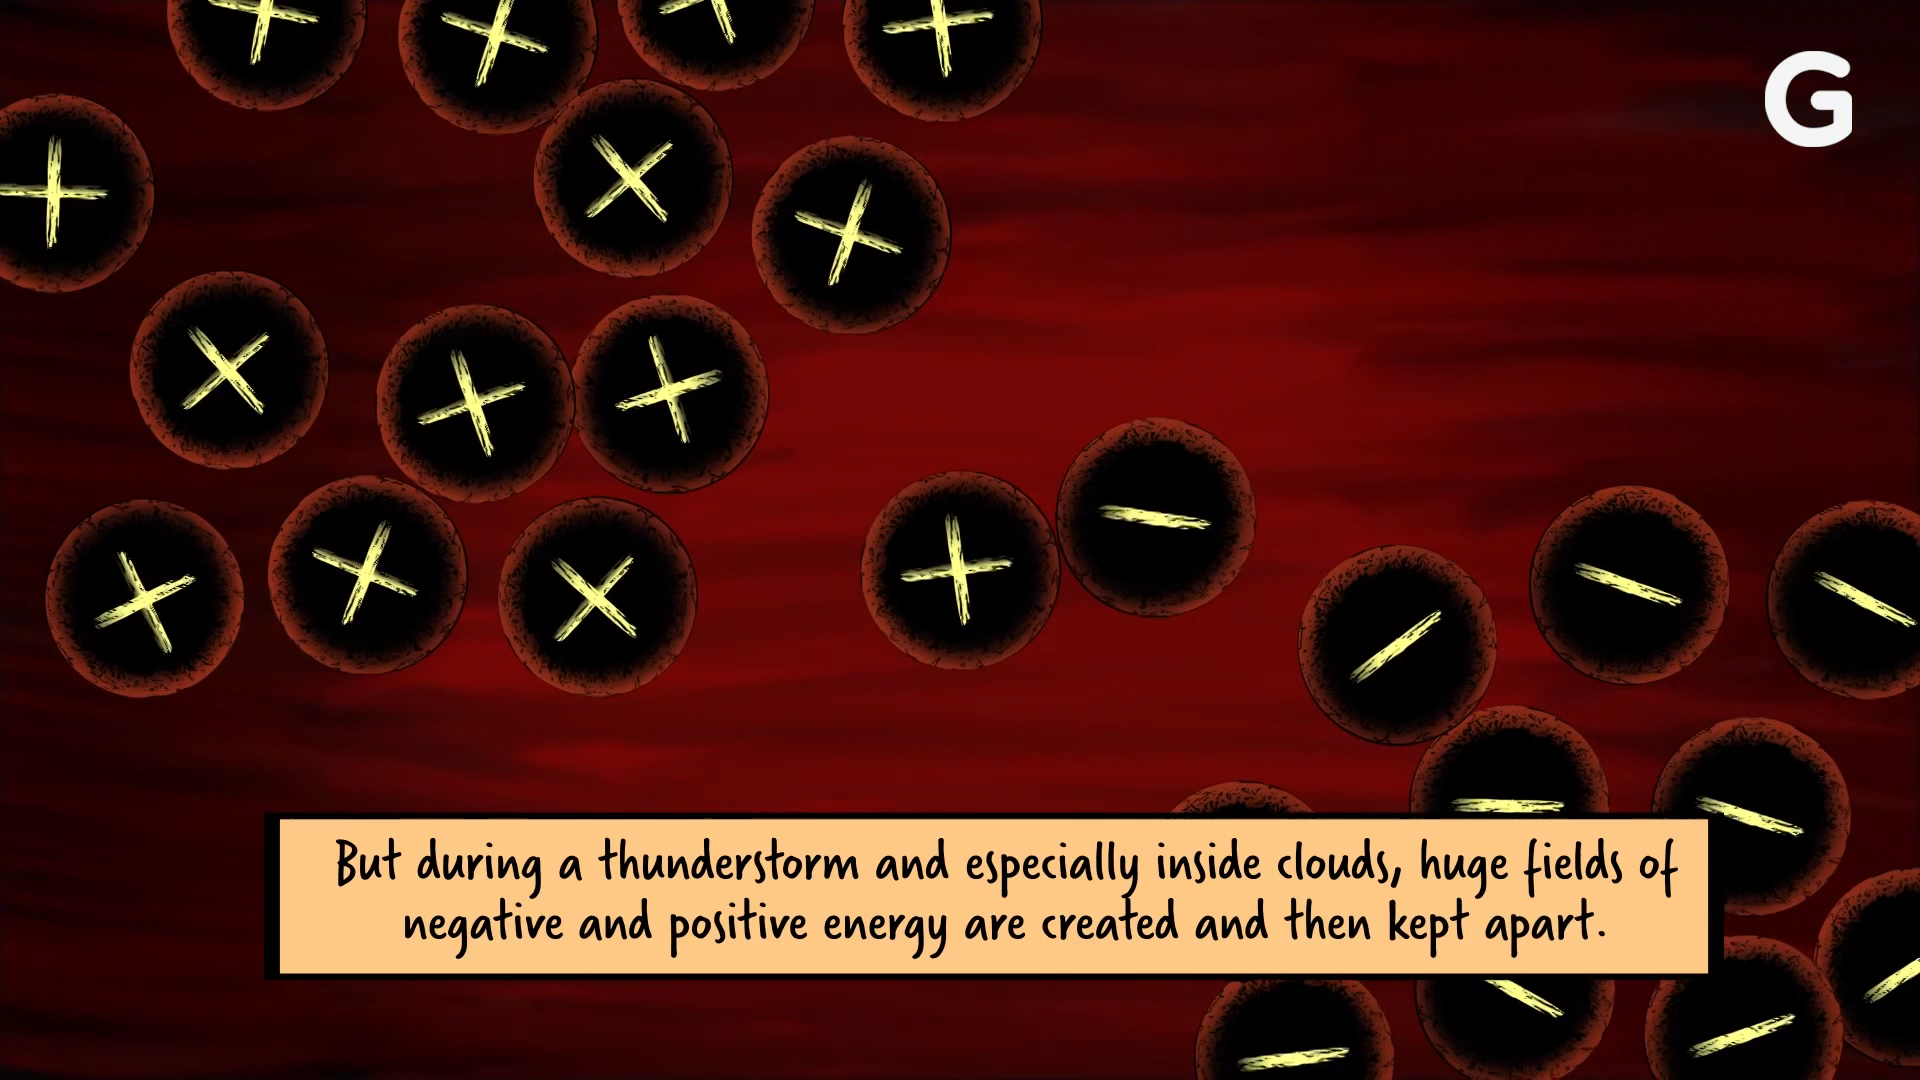 G
But during a thunderstorm and especially inside clouds, huge fields of
negative and positive energy are created and then kept apart.